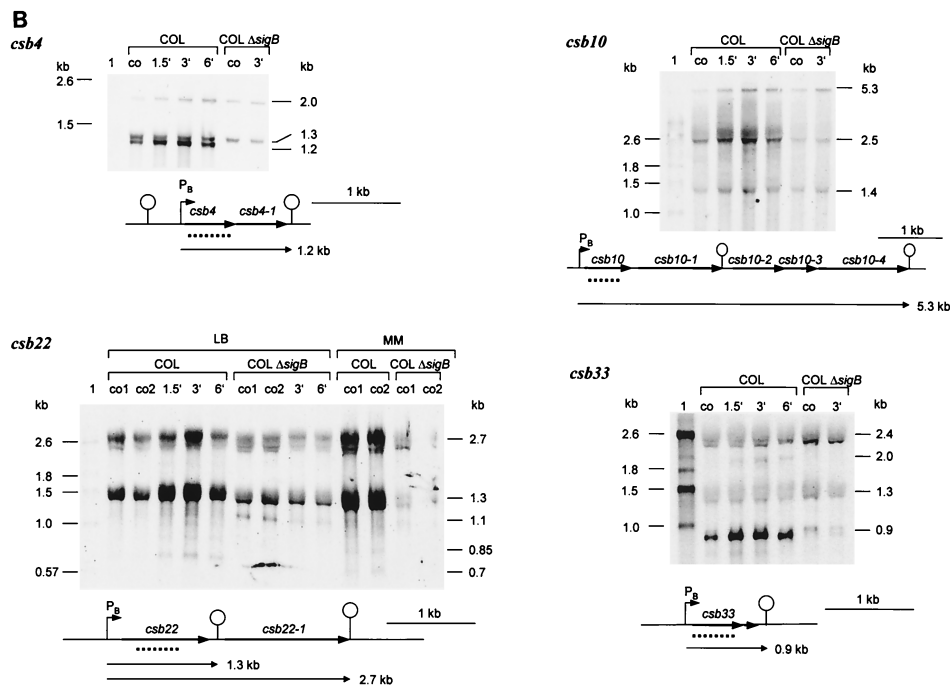 B
csb4
COL
COL ΔsigB
kb
1
co
1.5'
3'
6'
co
3'
kb
2.6
1.5
2.0
1.3
1.2
PB
csb4
csb4-1
1 kb
1.2 kb
csb10
COL
COL ΔsigB
kb
1
co
1.5'
3'
6'
co
3'
kb
2.6
1.8
1.5
1.0
5.3
2.5
1.4
1 kb
PB
csb10
csb10-1
csb10-2
csb10-3
csb10-4
5.3 kb
csb22
LB
MM
COL
COL ΔsigB
COL
COL ΔsigB
kb
1
co1
co2
1.5'
3'
6'
co1
co2
3'
6'
co1
co2
co1
co2
kb
2.6
1.8
1.5
1.0
0.57
2.7
1.3
1.1
0.85
0.7
PB
csb22
csb22-1
1 kb
1.3 kb
2.7 kb
csb33
COL
COL ΔsigB
kb
1
co
1.5'
3'
6'
co
3'
kb
2.6
1.8
1.5
1.0
2.4
2.0
1.3
0.9
PB
csb33
1 kb
0.9 kb